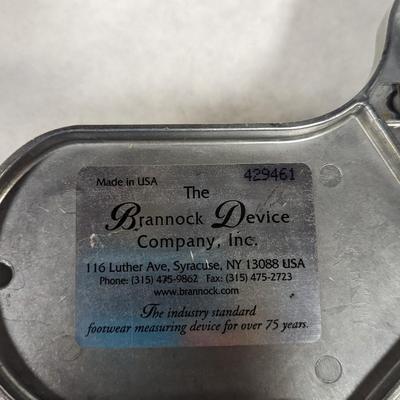 Made in USA 429461
The
Brannock Device
Company, Inc.
116 Luther Ave, Syracuse, NY 13088 USA
Phone: (315) 475-9862 Fax: (315) 475-2723
www.brannock.com
The industry standard
footwear measuring device for over 75 years.